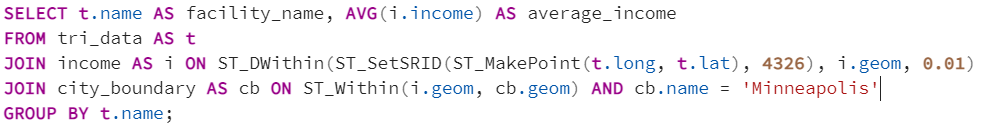 SELECT t.name AS facility_name, AVG(i.income) AS average_income
FROM tri_data AS t
JOIN income AS i ON ST_DWithin(ST_SetSRID(ST_MakePoint(t.long, t.lat), 4326), i.geom, 0.01)
JOIN city_boundary AS cb ON ST_Within(i.geom, cb.geom) AND cb.name = 'Minneapolis'
GROUP BY t.name;